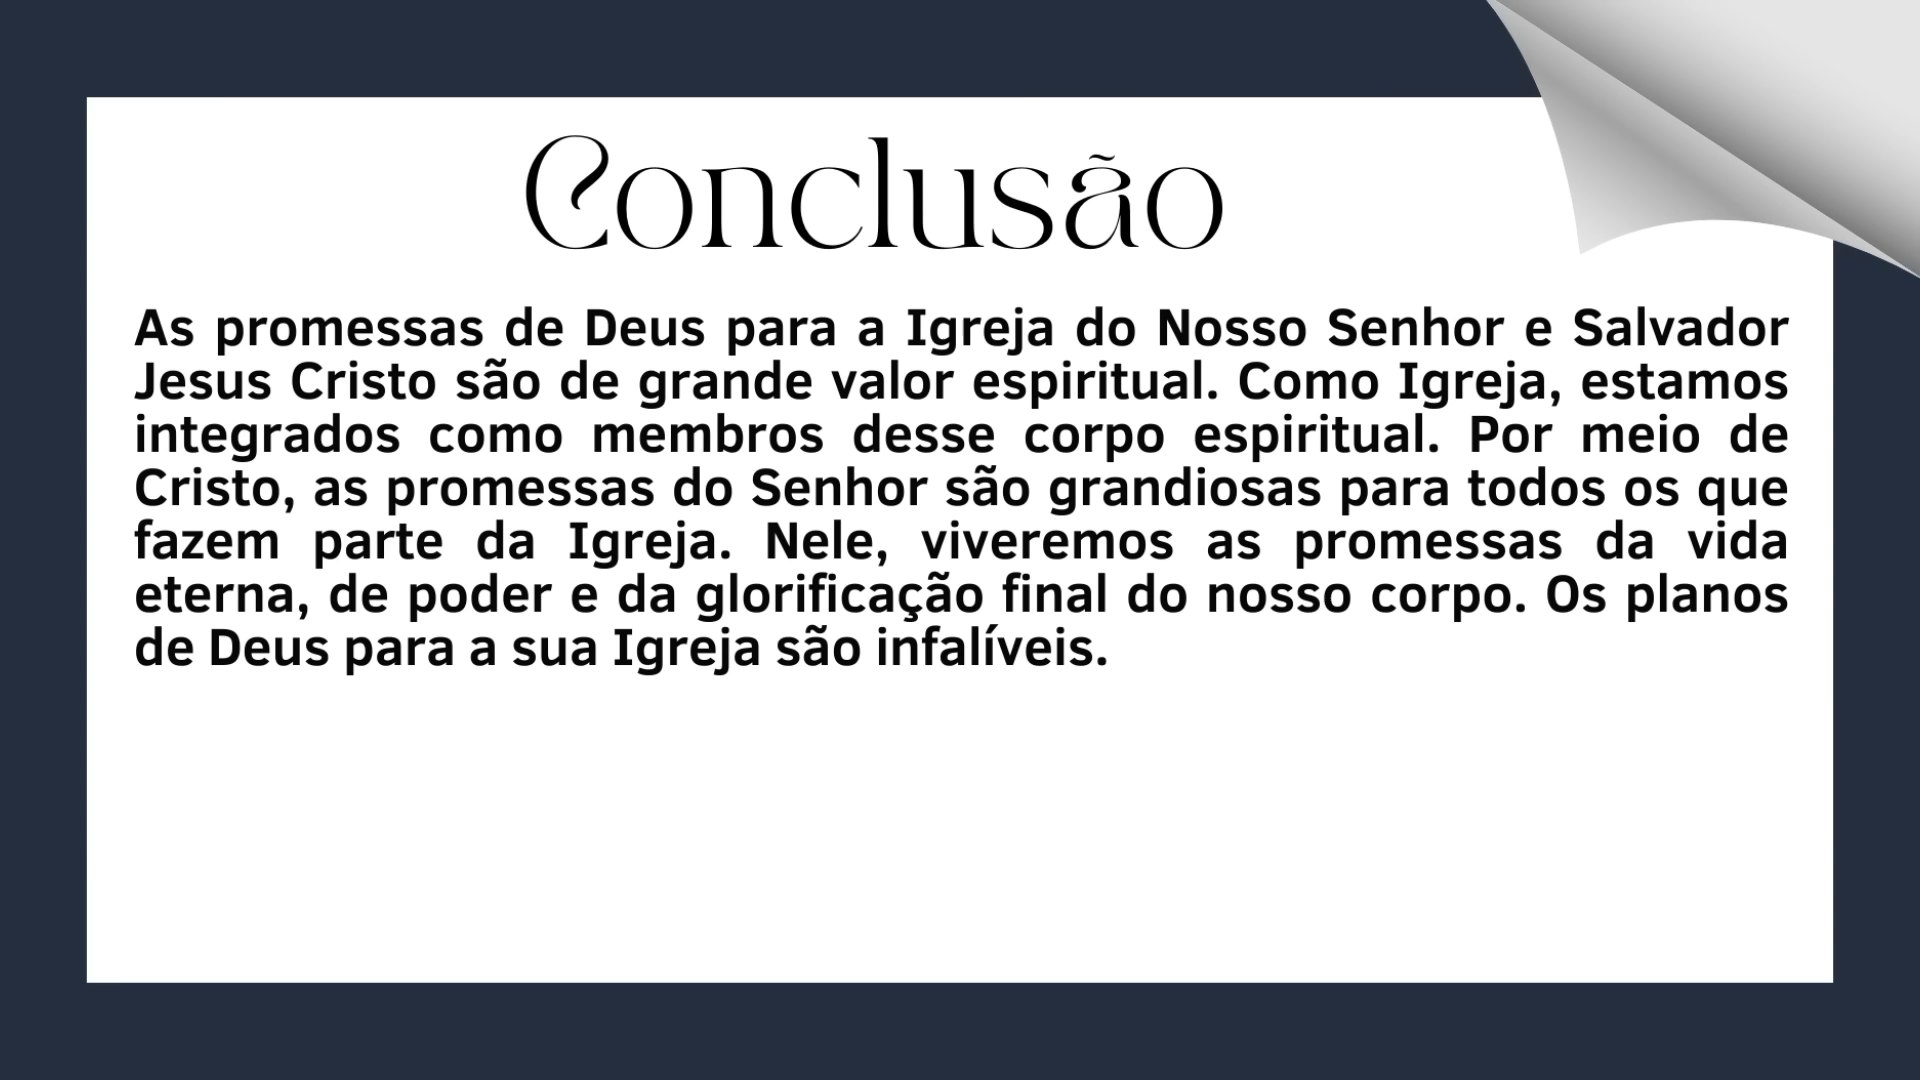 Conclusão
As promessas de Deus para a Igreja do Nosso Senhor e Salvador
Jesus Cristo são de grande valor espiritual. Como Igreja, estamos
integrados como membros desse corpo espiritual. Por meio de
Cristo, as promessas do Senhor são grandiosas para todos os que
fazem parte da Igreja. Nele, viveremos as promessas da vida
eterna, de poder e da glorificação final do nosso corpo. Os planos
de Deus para a sua Igreja são infalíveis.